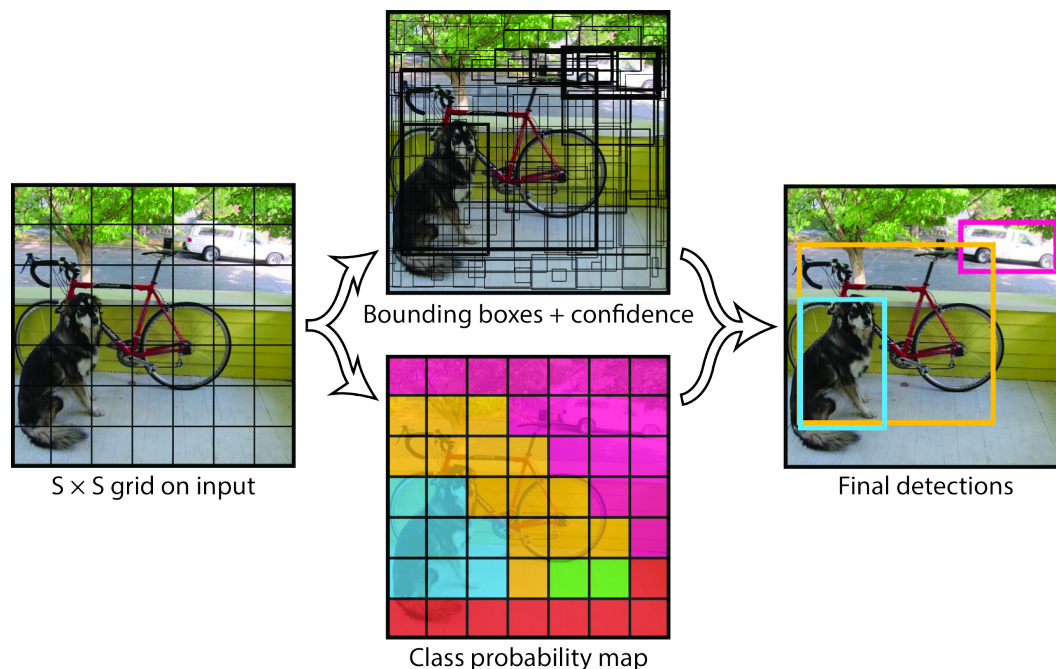 Bounding boxes + confidence
S × S grid on input
Final detections
Class probability map